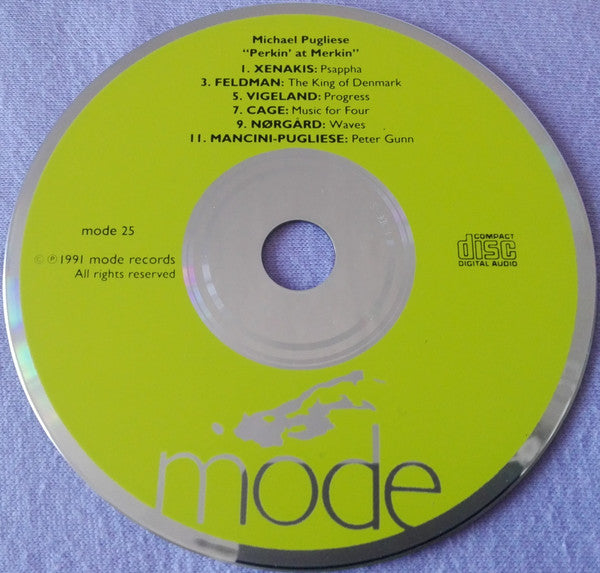 Michael Pugliese
"Perkin' at Merkin"
1. XENAKIS: Psappha
3. FELDMAN: The King of Denmark
5. VIGELAND: Progress
7. CAGE: Music for Four
9. NØRGÅRD: Waves
11. MANCINI-PUGLIESE: Peter Gunn
mode 25
© ℗ 1991 mode records
All rights reserved
COMPACT
disc
DIGITAL AUDIO
mode